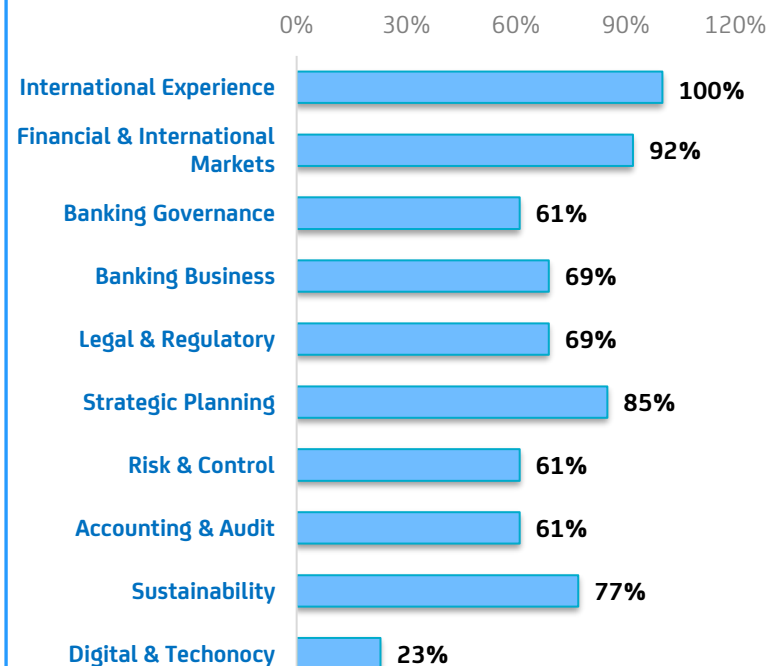 0% 30% 60% 90% 120%
International Experience 100%
Financial & International
Markets 92%
Banking Governance 61%
Banking Business 69%
Legal & Regulatory 69%
Strategic Planning 85%
Risk & Control 61%
Accounting & Audit 61%
Sustainability 77%
Digital & Techonocy 23%